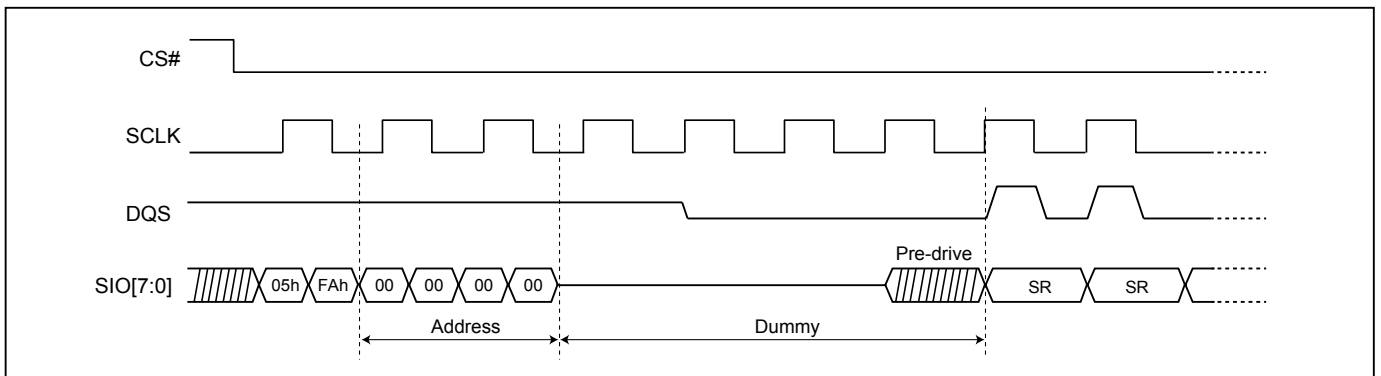 CS#
SCLK
DQS
Pre-drive
SIO[7:0] 05h FAh 00 00 00 00 SR SR
Address Dummy